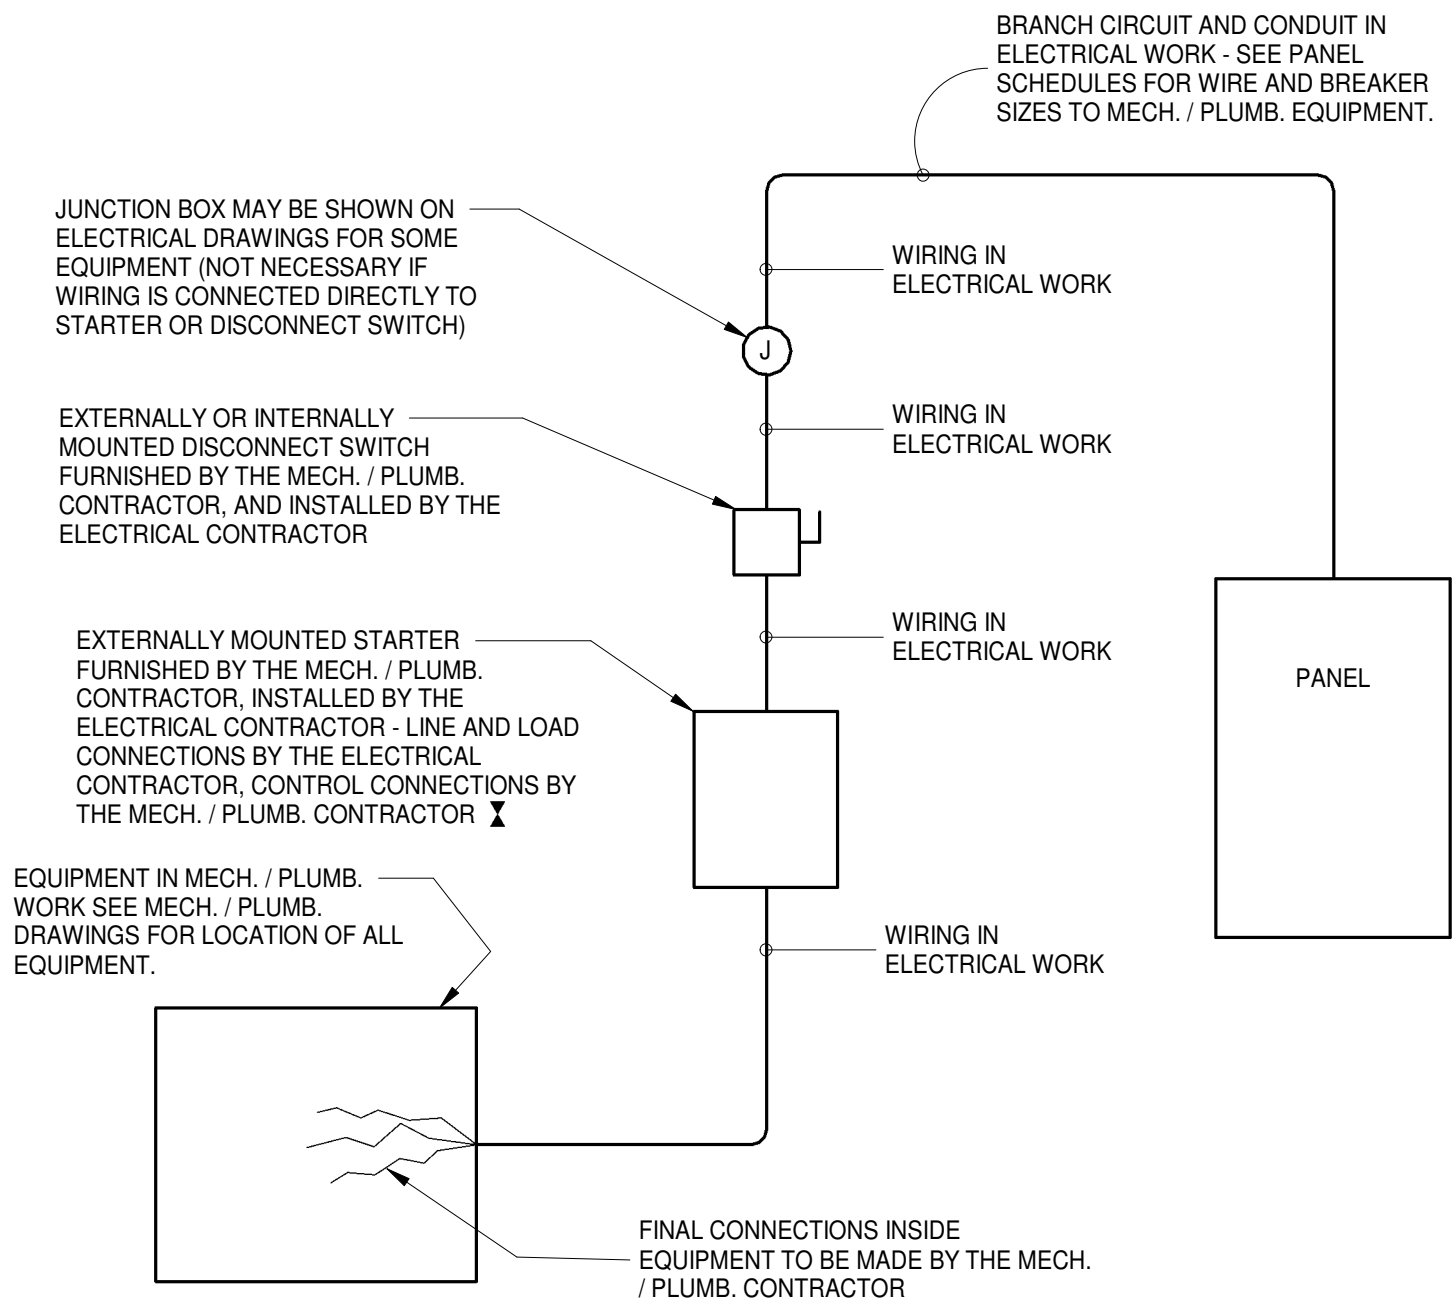 BRANCH CIRCUIT AND CONDUIT IN
ELECTRICAL WORK - SEE PANEL
SCHEDULES FOR WIRE AND BREAKER
SIZES TO MECH. / PLUMB. EQUIPMENT.
JUNCTION BOX MAY BE SHOWN ON
ELECTRICAL DRAWINGS FOR SOME
EQUIPMENT (NOT NECESSARY IF
WIRING IS CONNECTED DIRECTLY TO
STARTER OR DISCONNECT SWITCH)
WIRING IN
ELECTRICAL WORK
J
EXTERNALLY OR INTERNALLY
MOUNTED DISCONNECT SWITCH
FURNISHED BY THE MECH. / PLUMB.
CONTRACTOR, AND INSTALLED BY THE
ELECTRICAL CONTRACTOR
WIRING IN
ELECTRICAL WORK
WIRING IN
ELECTRICAL WORK
EXTERNALLY MOUNTED STARTER
FURNISHED BY THE MECH. / PLUMB.
CONTRACTOR, INSTALLED BY THE
ELECTRICAL CONTRACTOR - LINE AND LOAD
CONNECTIONS BY THE ELECTRICAL
CONTRACTOR, CONTROL CONNECTIONS BY
THE MECH. / PLUMB. CONTRACTOR
PANEL
EQUIPMENT IN MECH. / PLUMB.
WORK SEE MECH. / PLUMB.
DRAWINGS FOR LOCATION OF ALL
EQUIPMENT.
WIRING IN
ELECTRICAL WORK
FINAL CONNECTIONS INSIDE
EQUIPMENT TO BE MADE BY THE MECH.
/ PLUMB. CONTRACTOR